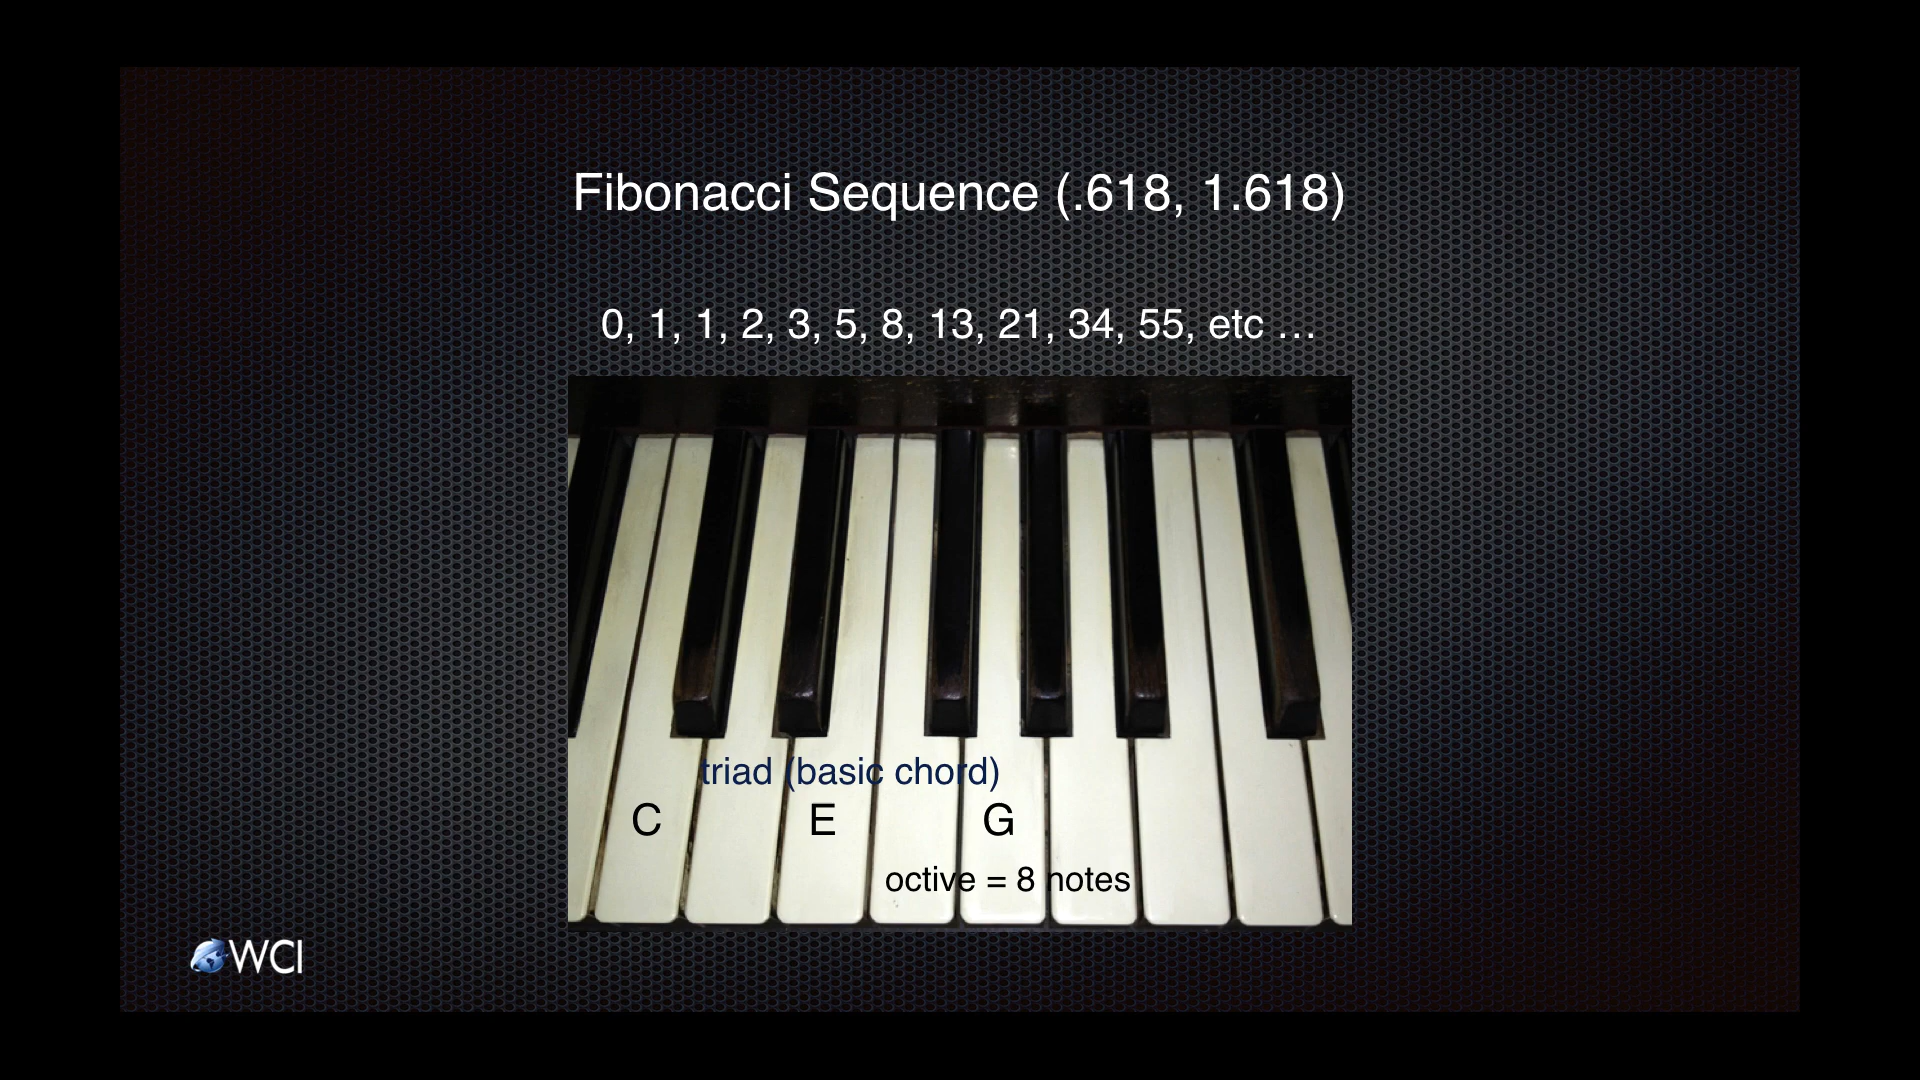 Fibonacci Sequence (.618, 1.618)
0, 1, 1, 2, 3, 5, 8, 13, 21, 34, 55, etc …
triad (basic chord)
C E G
octive = 8 notes
WCI